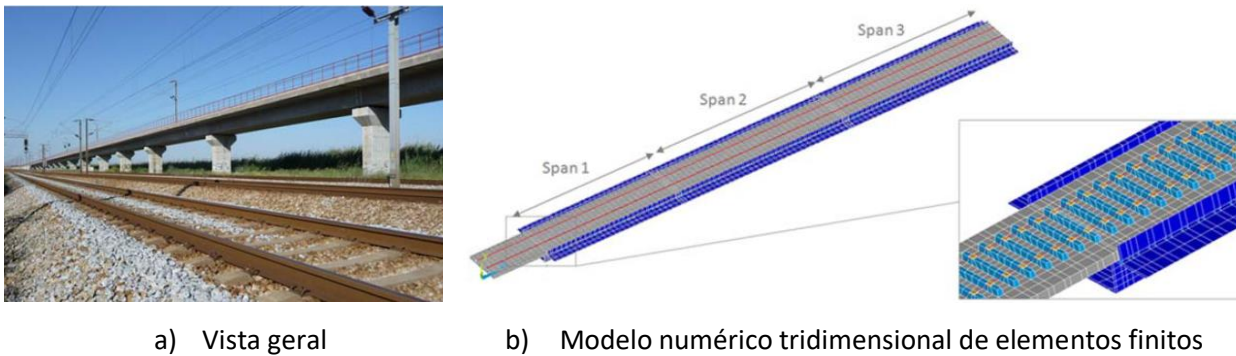 Span 3
Span 2
Span 1
a) Vista geral
b) Modelo numérico tridimensional de elementos finitos